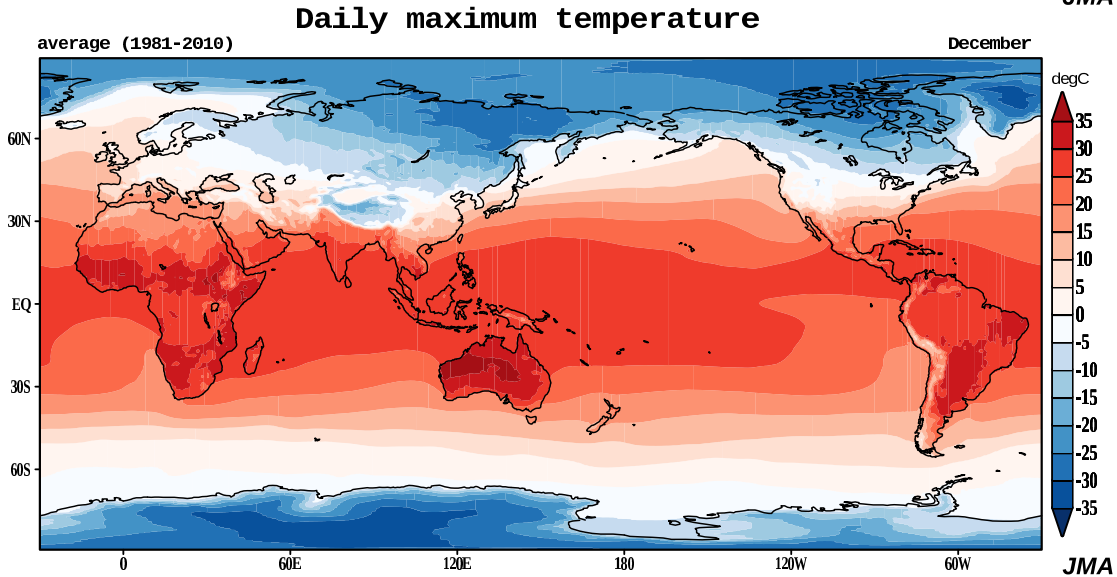 JMA
Daily maximum temperature
average (1981-2010)
December
degC
35
30
25
20
15
10
5
0
-5
-10
-15
-20
-25
-30
-35
60N
30N
EQ
30S
60S
0
60E
120E
180
120W
60W
JMA